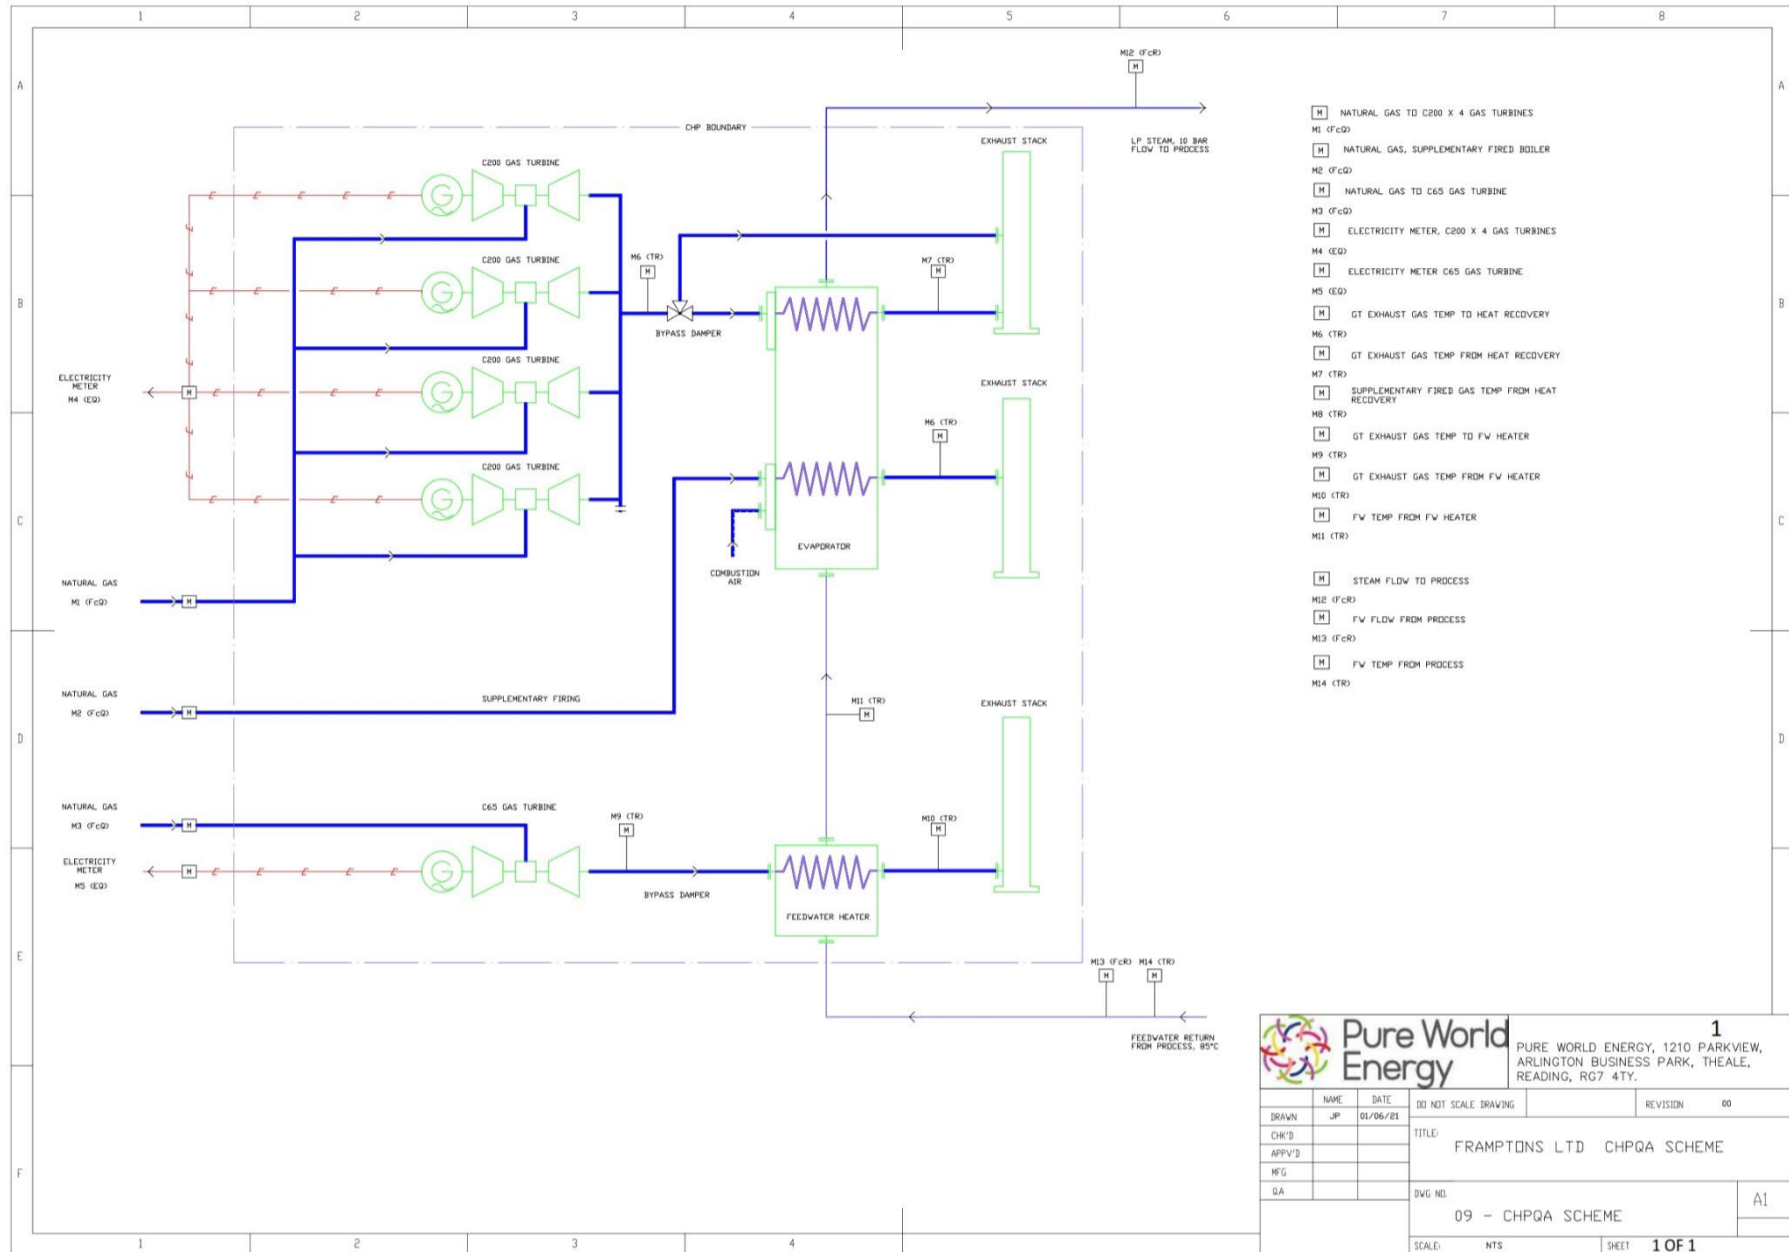 1 2 3 4 5 6 7 8
A A
B B
C C
D D
E
F
M12 (FcR)
M
LP STEAM, 10 BAR
FLOW TO PROCESS
CHP BOUNDARY
EXHAUST STACK
C200 GAS TURBINE
G
M6 (TR)
M
M7 (TR)
M
C200 GAS TURBINE
G
BYPASS DAMPER
C200 GAS TURBINE
G
ELECTRICITY
METER
M4 (EQ)
M
EXHAUST STACK
M6 (TR)
M
C200 GAS TURBINE
G
EVAPORATOR
COMBUSTION
AIR
NATURAL GAS
M1 (FcQ)
M
NATURAL GAS
M2 (FcQ)
M
SUPPLEMENTARY FIRING
M11 (TR)
M
EXHAUST STACK
NATURAL GAS
M3 (FcQ)
M
C65 GAS TURBINE
G
M9 (TR)
M
M10 (TR)
M
ELECTRICITY
METER
M5 (EQ)
M
BYPASS DAMPER
FEEDWATER HEATER
M13 (FcR) M14 (TR)
M M
FEEDWATER RETURN
FROM PROCESS, 85°C
M NATURAL GAS TO C200 X 4 GAS TURBINES
M1 (FcQ)
M NATURAL GAS, SUPPLEMENTARY FIRED BOILER
M2 (FcQ)
M NATURAL GAS TO C65 GAS TURBINE
M3 (FcQ)
M ELECTRICITY METER, C200 X 4 GAS TURBINES
M4 (EQ)
M ELECTRICITY METER C65 GAS TURBINE
M5 (EQ)
M GT EXHAUST GAS TEMP TO HEAT RECOVERY
M6 (TR)
M GT EXHAUST GAS TEMP FROM HEAT RECOVERY
M7 (TR)
M SUPPLEMENTARY FIRED GAS TEMP FROM HEAT
RECOVERY
M8 (TR)
M GT EXHAUST GAS TEMP TO FW HEATER
M9 (TR)
M GT EXHAUST GAS TEMP FROM FW HEATER
M10 (TR)
M FW TEMP FROM FW HEATER
M11 (TR)
M STEAM FLOW TO PROCESS
M12 (FcR)
M FW FLOW FROM PROCESS
M13 (FcR)
M FW TEMP FROM PROCESS
M14 (TR)
Pure World
Energy
1
PURE WORLD ENERGY, 1210 PARKVIEW,
ARLINGTON BUSINESS PARK, THEALE,
READING, RG7 4TY.
NAME DATE
DRAWN JP 01/06/21
CHK'D
APPV'D
MFG
QA
DO NOT SCALE DRAWING REVISION 00
TITLE:
FRAMPTONS LTD CHPQA SCHEME
DWG NO.
09 - CHPQA SCHEME A1
SCALE: NTS SHEET 1 OF 1
1 2 3 4